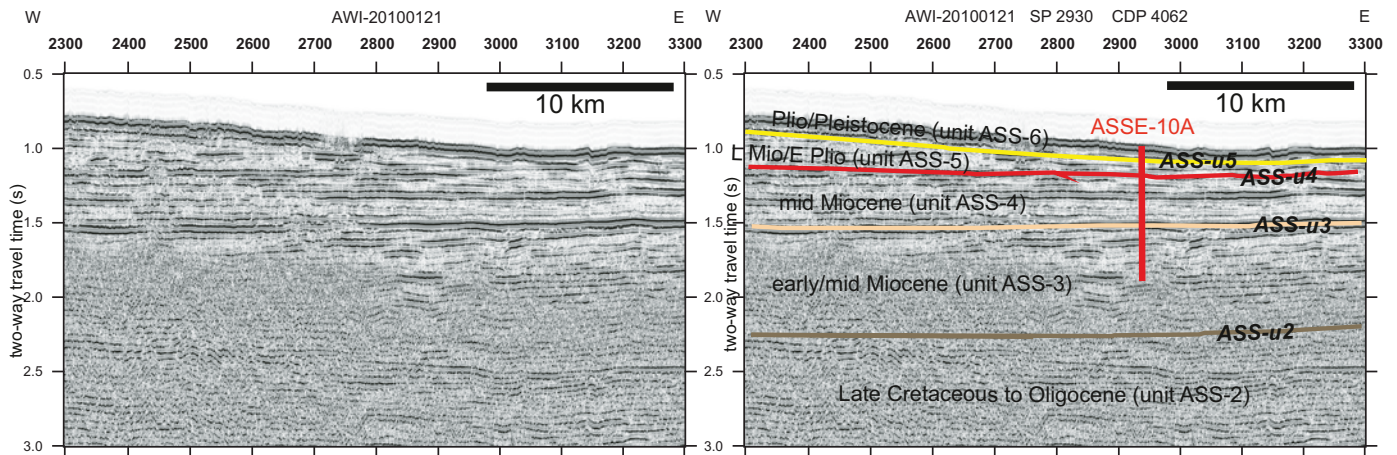 W AWI-20100121 E
2300 2400 2500 2600 2700 2800 2900 3000 3100 3200 3300
0.5
10 km
1.0
1.5
2.0
2.5
3.0
two-way travel time (s)
W AWI-20100121 SP 2930 CDP 4062 E
2300 2400 2500 2600 2700 2800 2900 3000 3100 3200 3300
0.5
10 km
Plio/Pleistocene (unit ASS-6)
ASSE-10A
1.0
L Mio/E Plio (unit ASS-5)
ASS-u5
ASS-u4
mid Miocene (unit ASS-4)
1.5
ASS-u3
early/mid Miocene (unit ASS-3)
2.0
ASS-u2
2.5
Late Cretaceous to Oligocene (unit ASS-2)
3.0
two-way travel time (s)